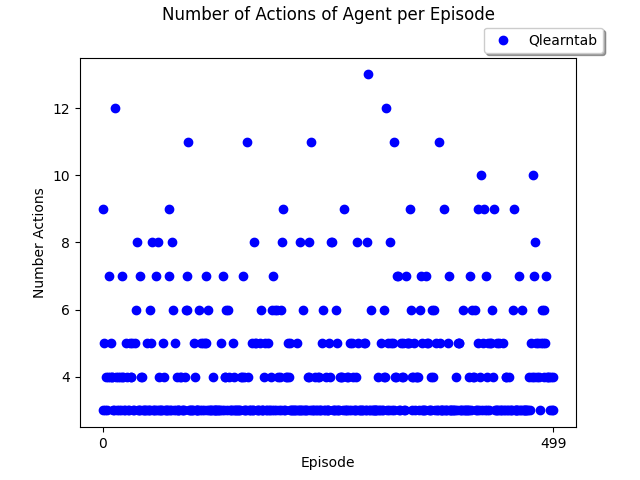 Number of Actions of Agent per Episode
Qlearntab
12
10
8
6
4
Number Actions
0
499
Episode